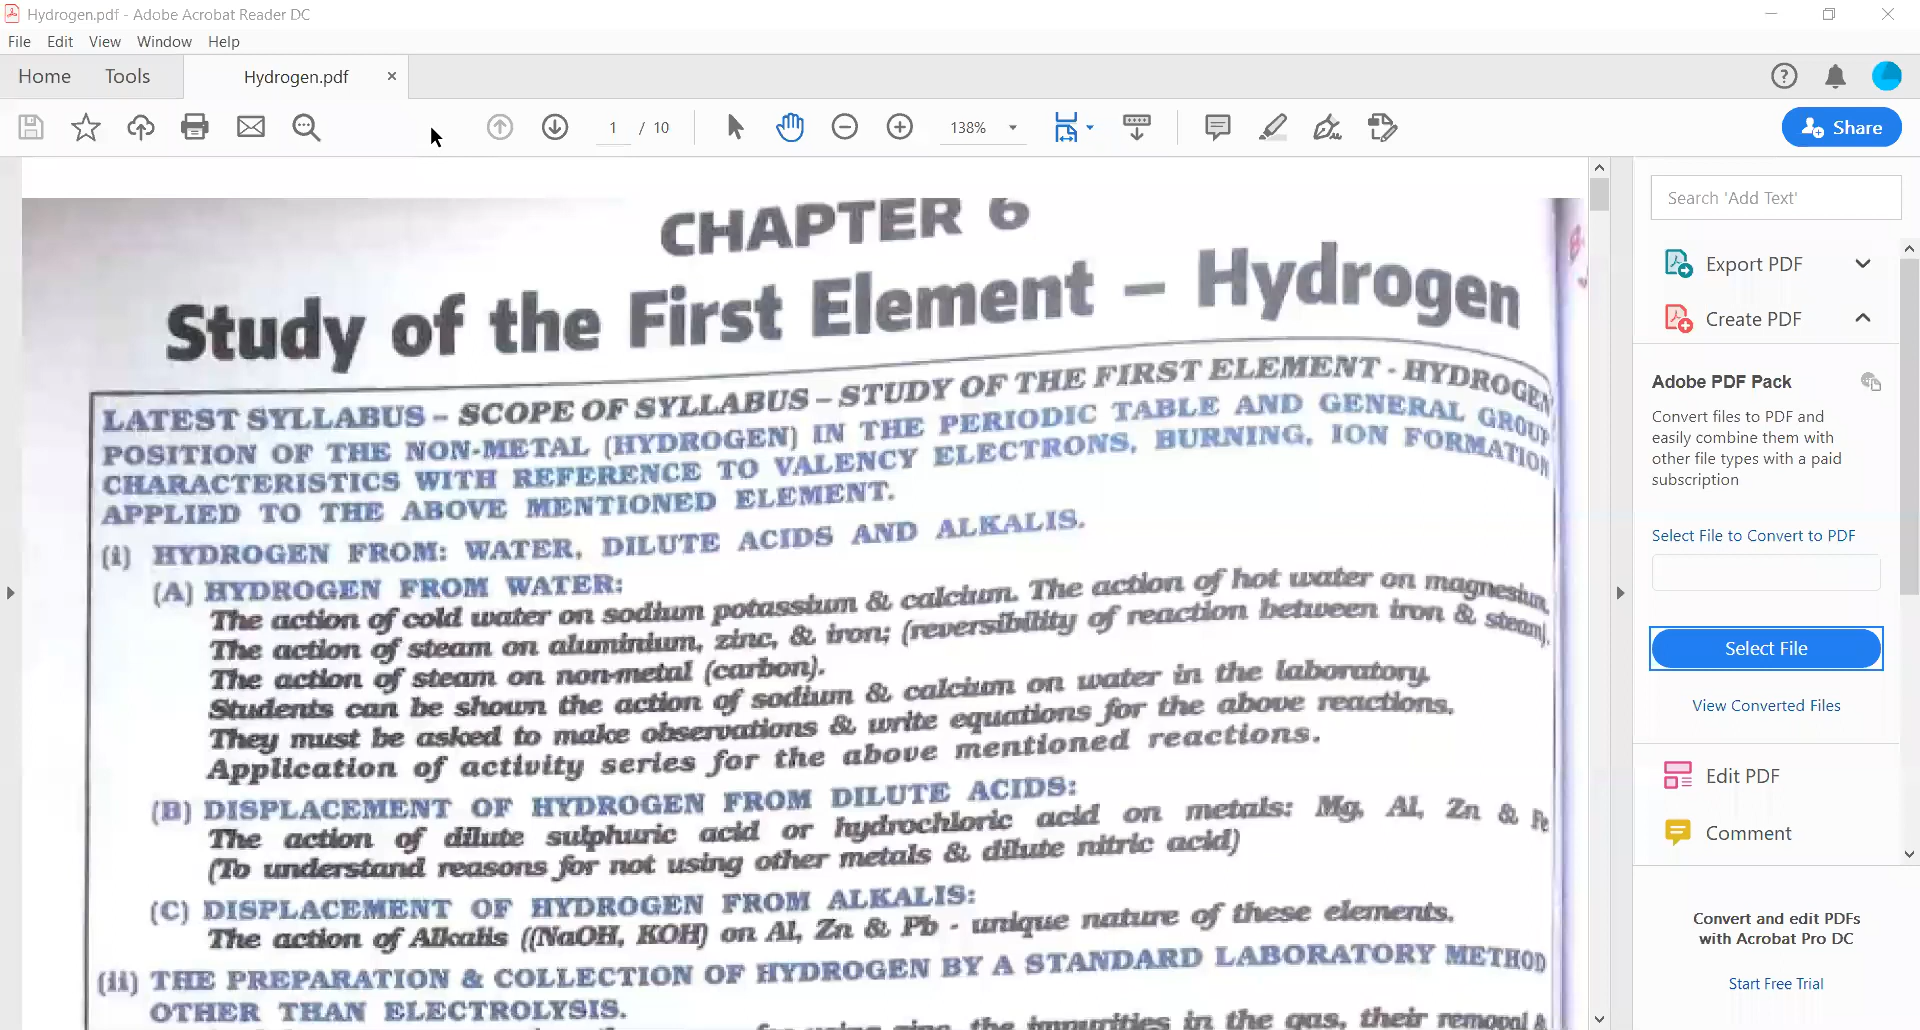 Hydrogen.pdf - Adobe Acrobat Reader DC
File Edit View Window Help
Home Tools Hydrogen.pdf
1 / 10 138% Share
CHAPTER 6
Study of the First Element – Hydrogen
LATEST SYLLABUS – SCOPE OF SYLLABUS – STUDY OF THE FIRST ELEMENT - HYDROGEN
POSITION OF THE NON-METAL (HYDROGEN) IN THE PERIODIC TABLE AND GENERAL GROUP
CHARACTERISTICS WITH REFERENCE TO VALENCY ELECTRONS, BURNING, ION FORMATION
APPLIED TO THE ABOVE MENTIONED ELEMENT.
(i) HYDROGEN FROM: WATER, DILUTE ACIDS AND ALKALIS.
(A) HYDROGEN FROM WATER:
The action of cold water on sodium potassium & calcium. The action of hot water on magnesium.
The action of steam on aluminium, zinc, & iron; (reversibility of reaction between iron & steam).
The action of steam on non-metal (carbon).
Students can be shown the action of sodium & calcium on water in the laboratory.
They must be asked to make observations & write equations for the above reactions.
Application of activity series for the above mentioned reactions.
(B) DISPLACEMENT OF HYDROGEN FROM DILUTE ACIDS:
The action of dilute sulphuric acid or hydrochloric acid on metals: Mg, Al, Zn & Fe
(To understand reasons for not using other metals & dilute nitric acid)
(C) DISPLACEMENT OF HYDROGEN FROM ALKALIS:
The action of Alkalis ((NaOH, KOH) on Al, Zn & Pb - unique nature of these elements.
(ii) THE PREPARATION & COLLECTION OF HYDROGEN BY A STANDARD LABORATORY METHOD
OTHER THAN ELECTROLYSIS.
using zinc, the impurities in the gas, their removal &
Search 'Add Text'
Export PDF
Create PDF
Adobe PDF Pack
Convert files to PDF and
easily combine them with
other file types with a paid
subscription
Select File to Convert to PDF
Select File
View Converted Files
Edit PDF
Comment
Convert and edit PDFs
with Acrobat Pro DC
Start Free Trial